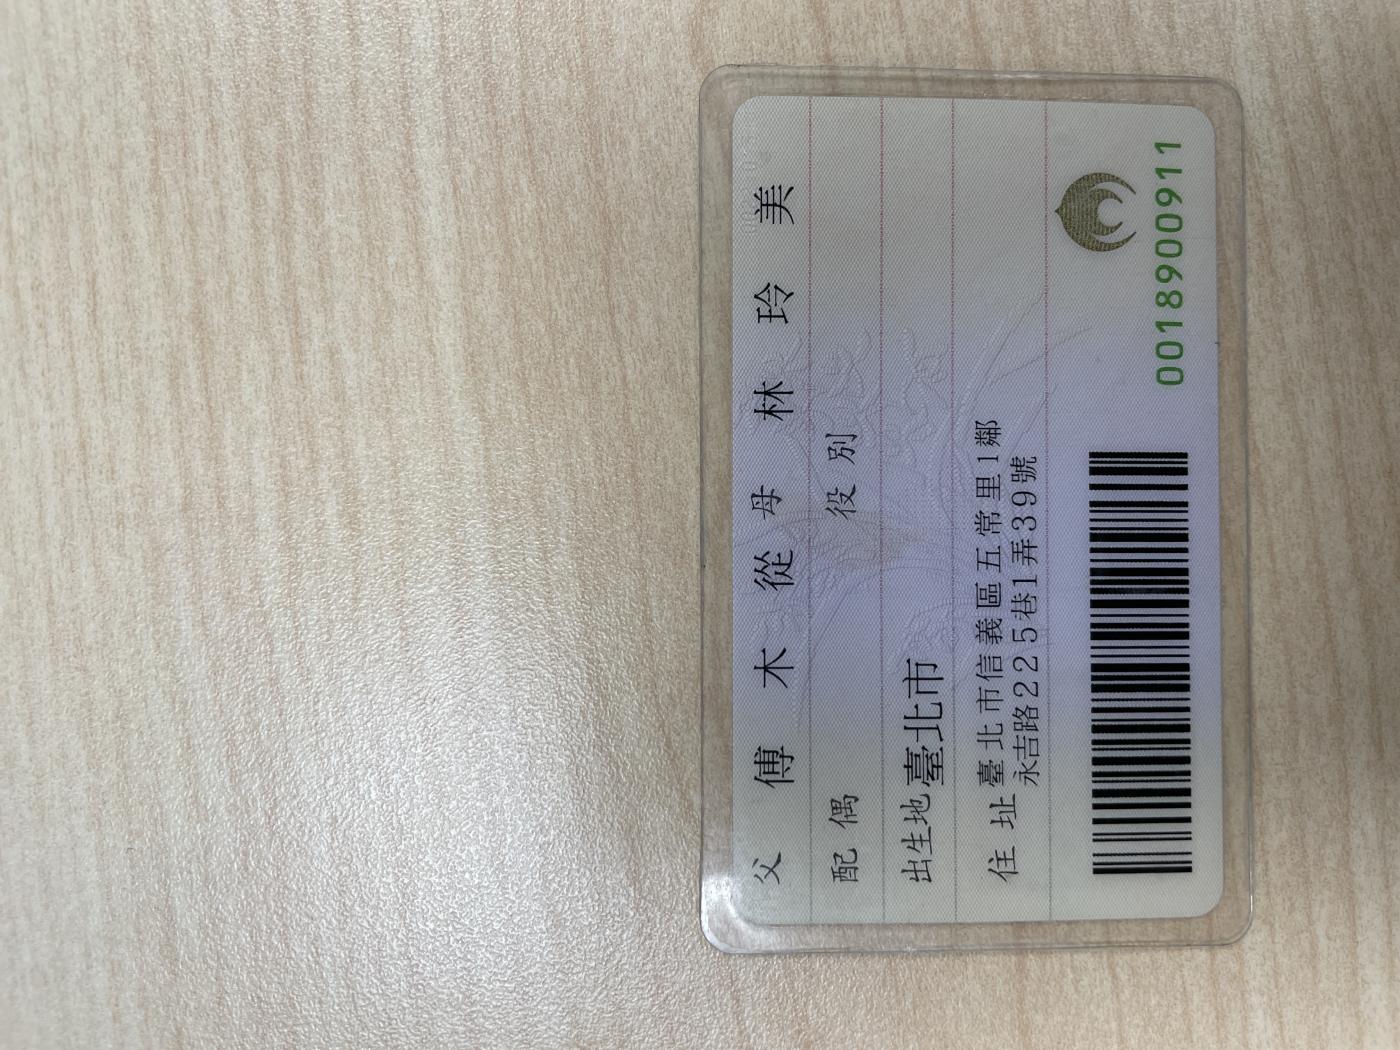 父 傅木從 母 林玲美
配偶 役別
出生地 臺北市
住址 臺北市信義區五常里1鄰
永吉路225巷1弄39號
0018900911